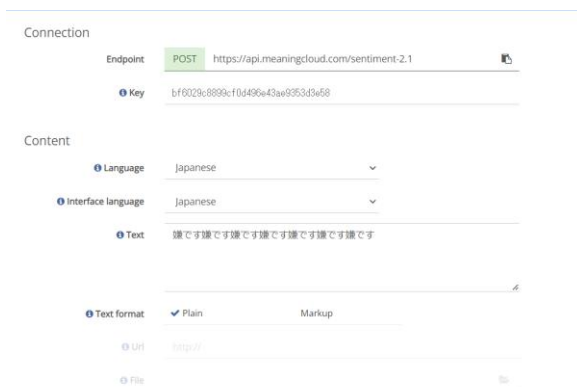 Connection
Endpoint POST https://api.meaningcloud.com/sentiment-2.1
Key bf6029c8899cf0d496e43ae9353d3e58
Content
Language Japanese
Interface language Japanese
Text 嫌です嫌です嫌です嫌です嫌です嫌です嫌です
Text format Plain Markup
Url http://
File